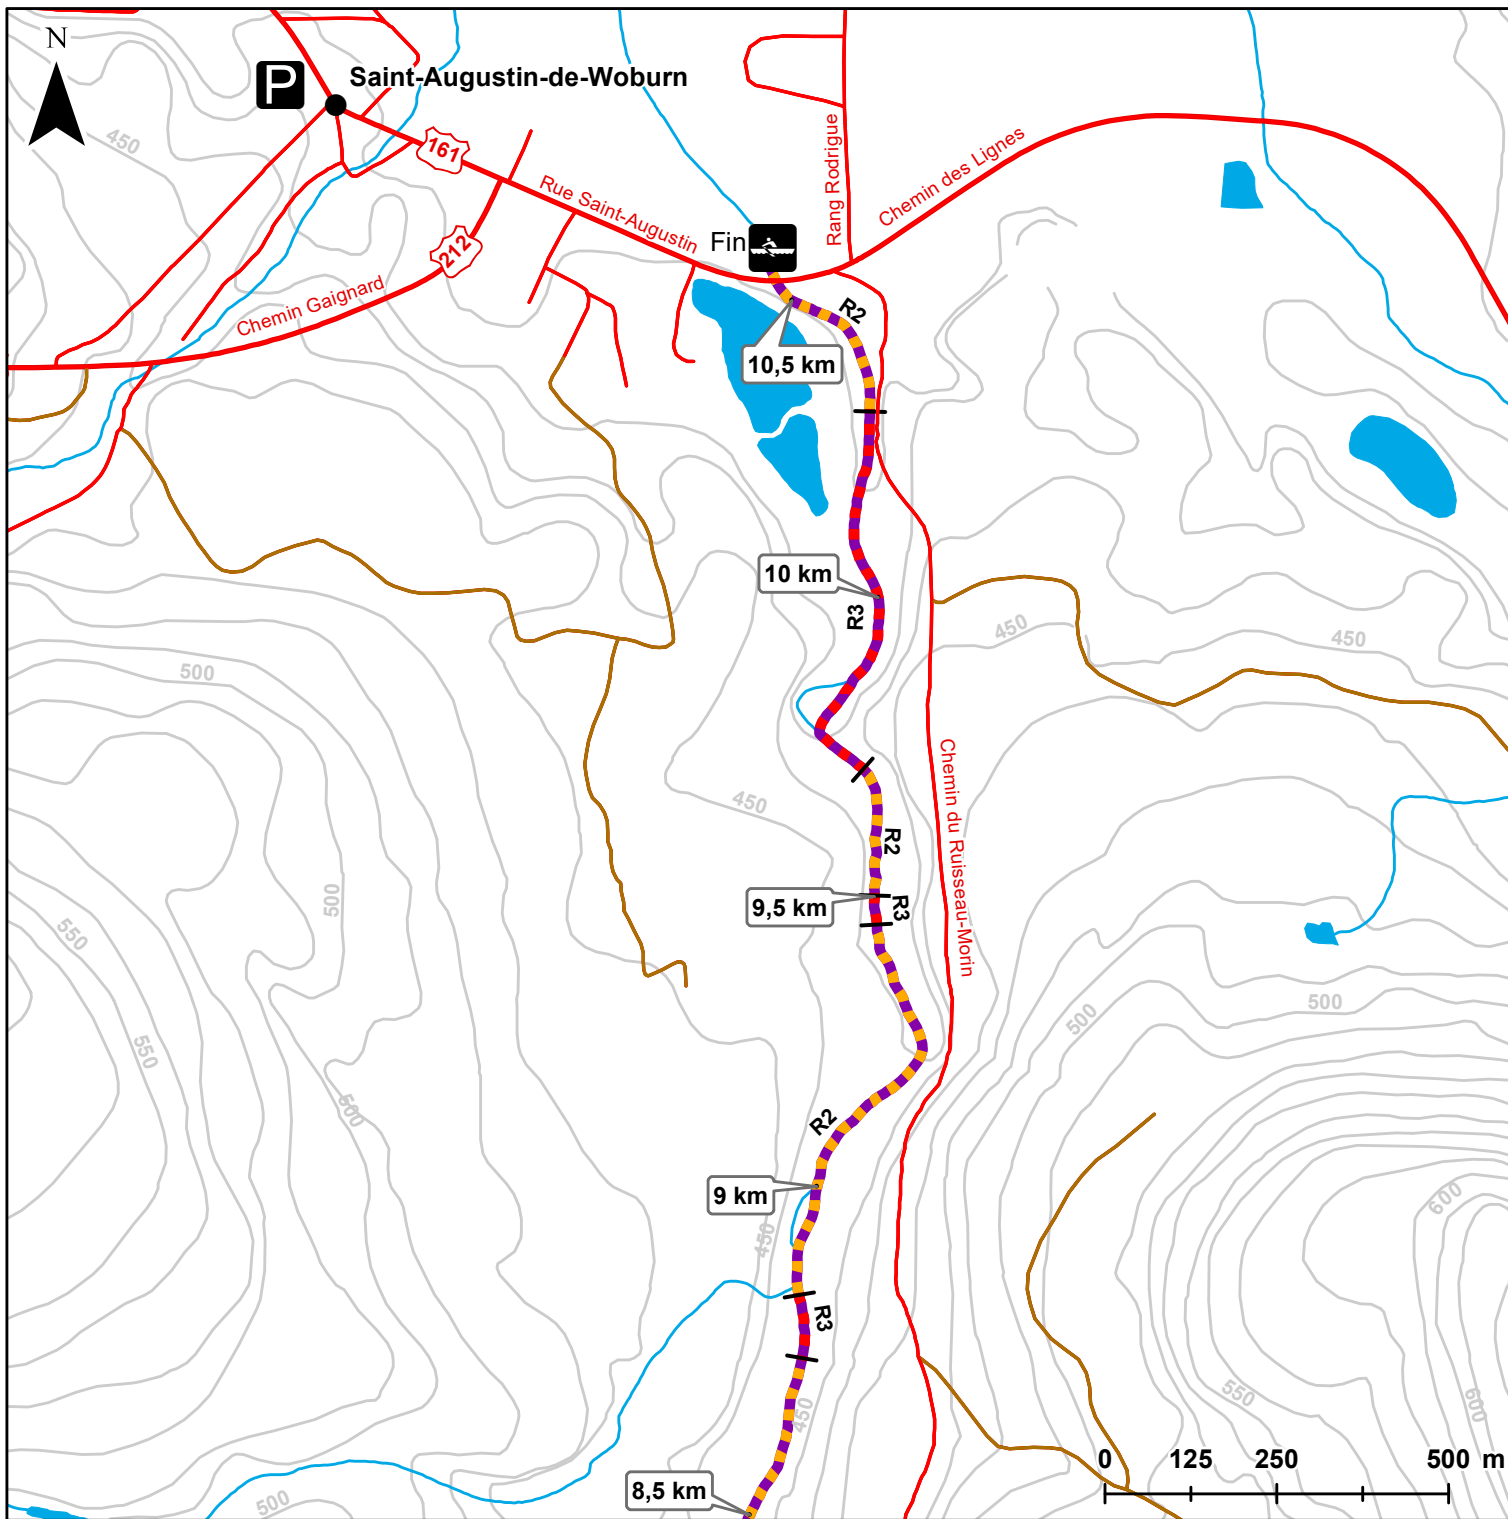 N
P
Saint-Augustin-de-Woburn
450
161
Rue Saint-Augustin
212
Chemin Gaignard
Rang Rodrigue
Chemin des Lignes
Fin
R2
10,5 km
10 km
R3
450
450
500
Chemin du Ruisseau-Morin
450
R2
9,5 km
R3
500
550
500
500
550
500
R2
9 km
450
600
R3
550
600
450
8,5 km
500
0 125 250 500 m